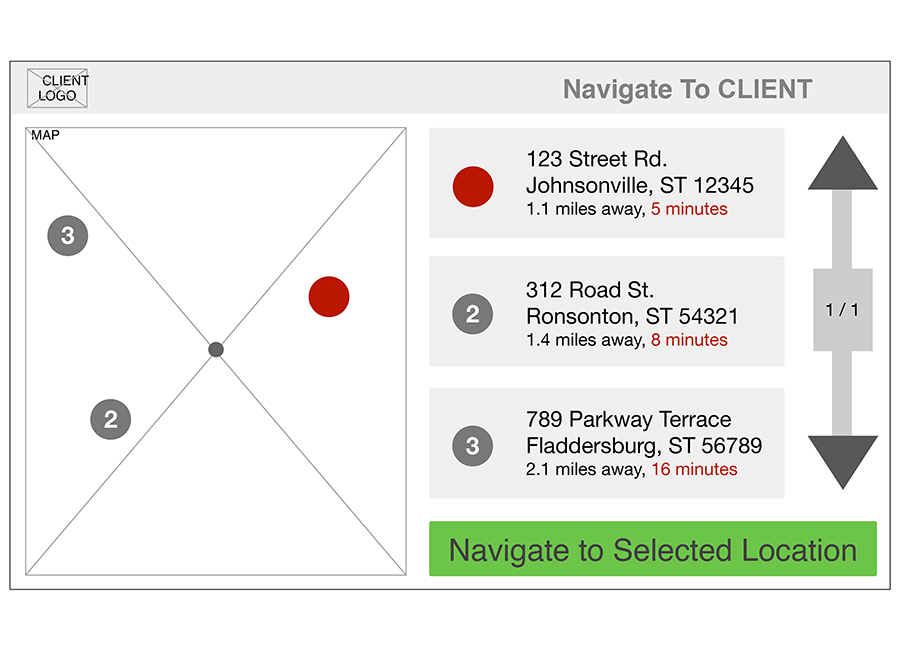 CLIENT
LOGO
Navigate To CLIENT
MAP
3
2
123 Street Rd.
Johnsonville, ST 12345
1.1 miles away, 5 minutes
2
312 Road St.
Ronsonton, ST 54321
1.4 miles away, 8 minutes
3
789 Parkway Terrace
Fladdersburg, ST 56789
2.1 miles away, 16 minutes
1 / 1
Navigate to Selected Location